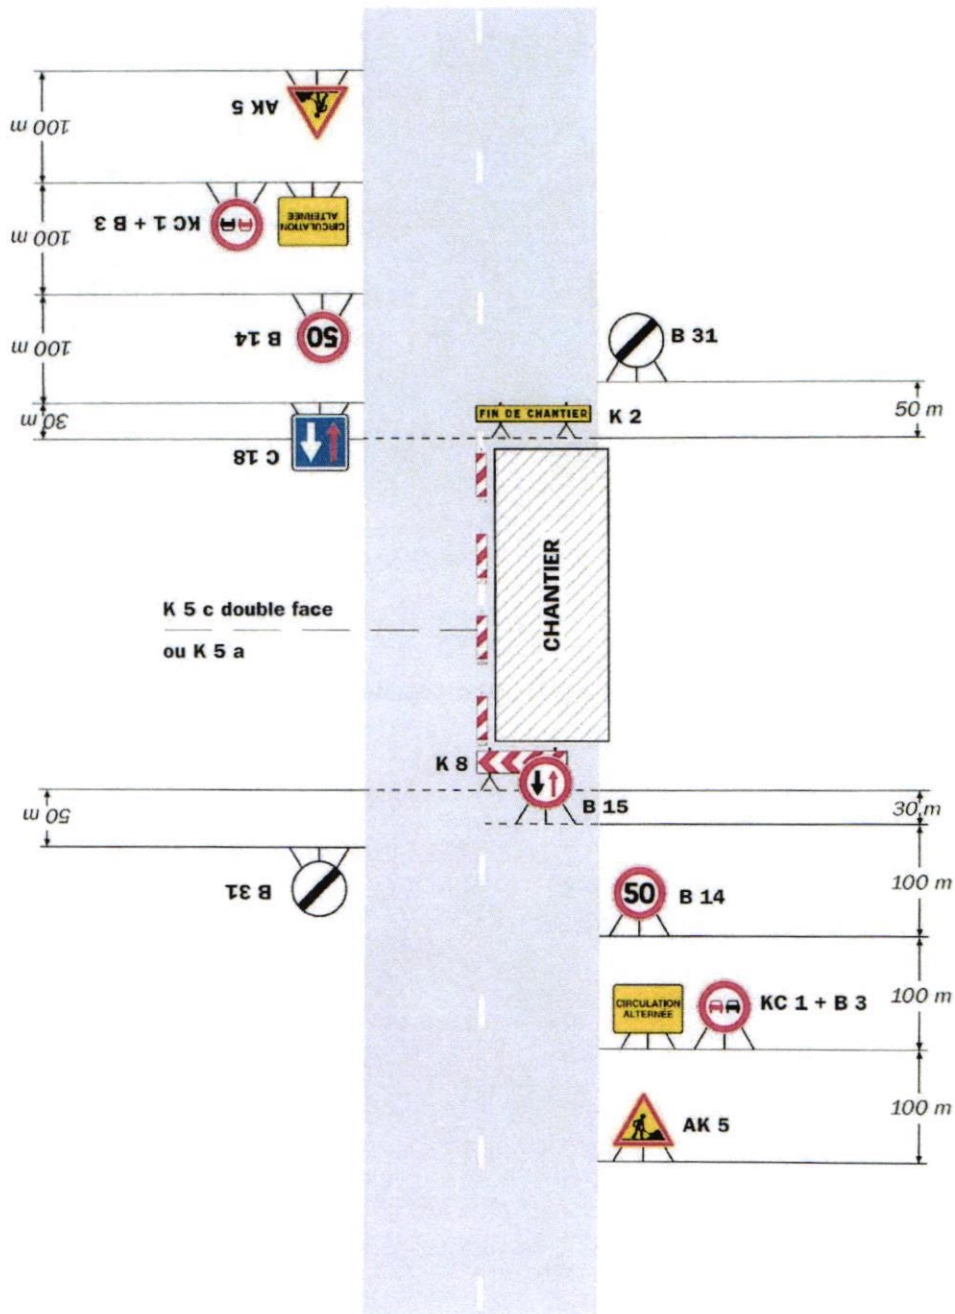 AK 5
100 m
CIRCULATION
ALTERNÉE
KC 1 + B 3
100 m
50
B 14
100 m
C 18
30 m
B 31
50 m
FIN DE CHANTIER
K 2
CHANTIER
K 5 c double face
ou K 5 a
K 8
B 15
30 m
50 m
B 31
50
B 14
100 m
CIRCULATION
ALTERNÉE
KC 1 + B 3
100 m
AK 5
100 m